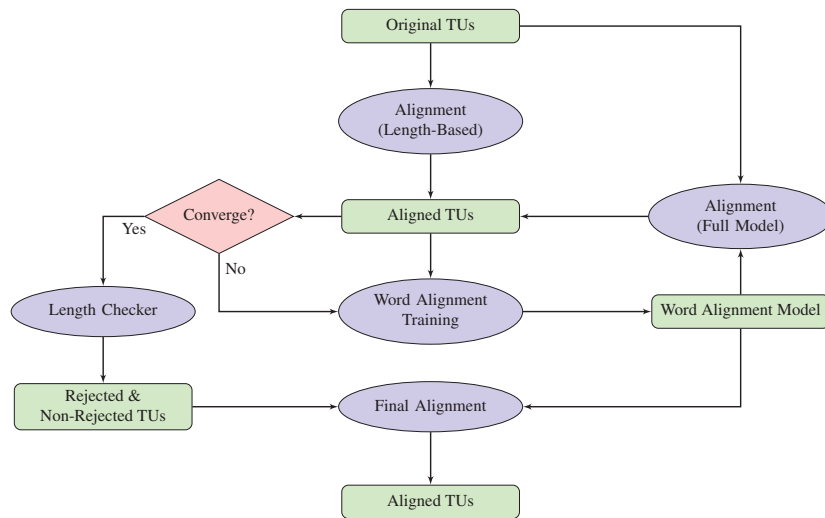 Original TUs
Alignment
(Length-Based)
Converge?
Aligned TUs
Alignment
(Full Model)
Yes
No
Length Checker
Word Alignment
Training
Word Alignment Model
Rejected &
Non-Rejected TUs
Final Alignment
Aligned TUs